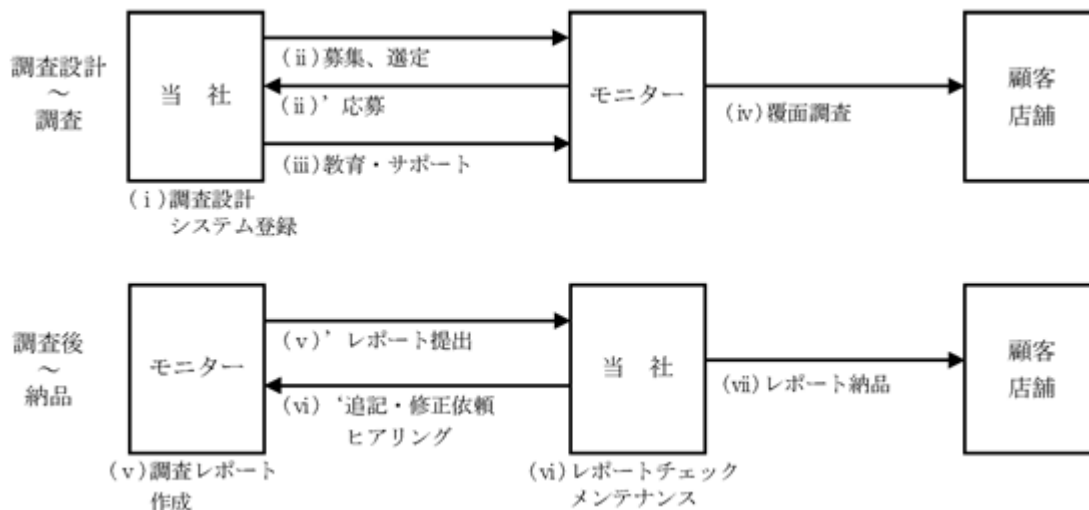 調査設計
~
調査
当 社
(ⅱ)募集、選定
(ⅱ)’ 応募
(ⅲ)教育・サポート
モニター
(ⅳ)覆面調査
顧客
店舗
(ⅰ)調査設計
システム登録
調査後
~
納品
モニター
(ⅴ)’ レポート提出
(ⅵ) ‘追記・修正依頼
ヒアリング
当 社
(ⅶ)レポート納品
顧客
店舗
(ⅴ)調査レポート
作成
(ⅵ)レポートチェック
メンテナンス